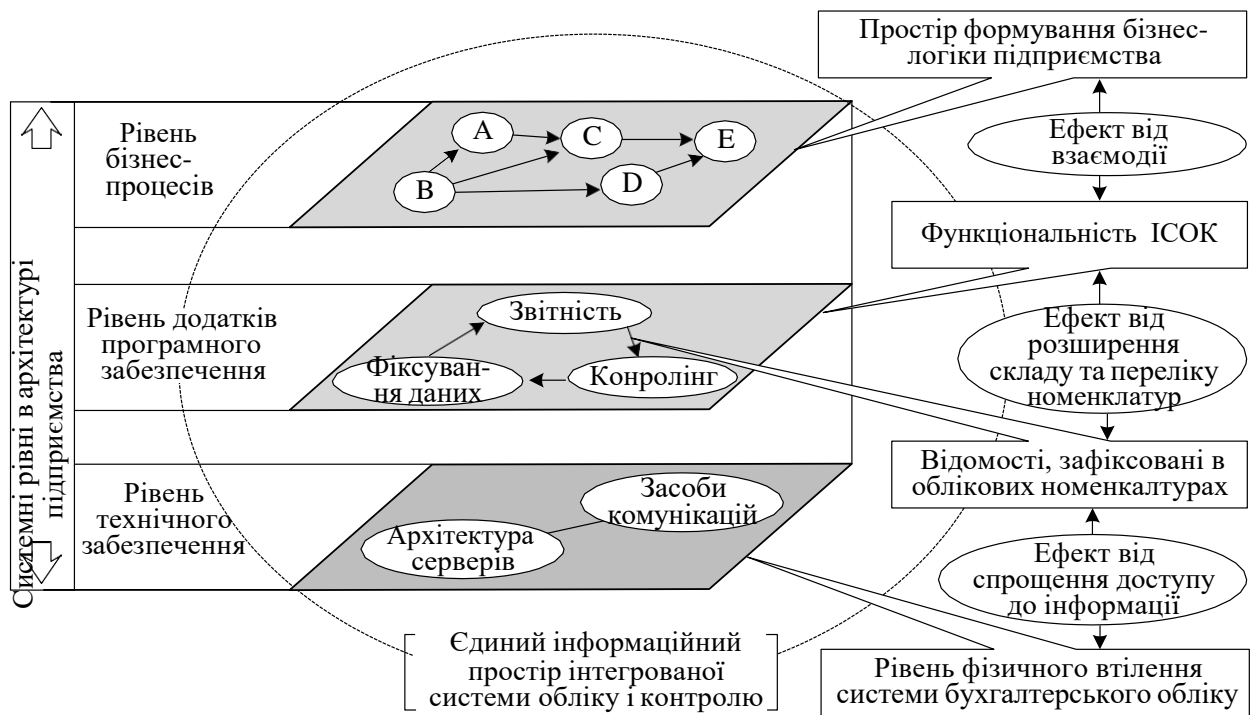 Системні рівні в архітектурі
підприємства
Рівень
бізнес-
процесів
A
B
C
D
E
Рівень додатків
програмного
забезпечення
Звітність
Фіксуван-
ня даних
Конролінг
Рівень
технічного
забезпечення
Засоби
комунікацій
Архітектура
серверів
Єдиний інформаційний
простір інтегрованої
системи обліку і контролю
Простір формування бізнес-
логіки підприємства
Ефект від
взаємодії
Функціональність ІСОК
Ефект від
розширення
складу та переліку
номенклатур
Відомості, зафіксовані в
облікових номенкалтурах
Ефект від
спрощення доступу
до інформації
Рівень фізичного втілення
системи бухгалтерського обліку